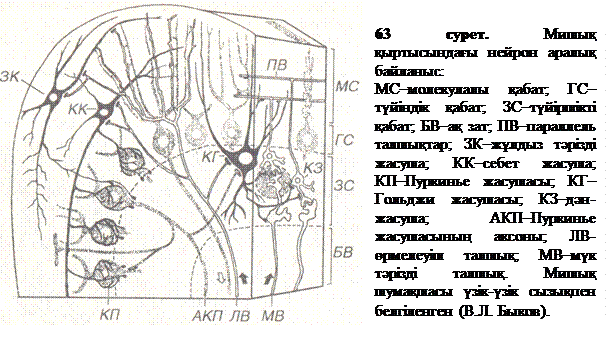 63 сурет. Мишық
қыртысындағы нейрон аралық
байланыс:
МС–молекулалы қабат; ГС–
түйіндік қабат; ЗС–түйіршікті
қабат; БВ–ақ зат; ПВ–параллель
талшықтар; ЗК–жұлдыз тәрізді
жасуша; КК–себет жасуша;
КП–Пуркинье жасушасы; КГ–
Гольджи жасушасы; КЗ–дән-
жасуша; АКП–Пуркинье
жасушасының аксоны; ЛВ–
өрмелеуіш талшық; МВ–мүк
тәрізді талшық. Мишық
шумақшасы үзік-үзік сызықпен
белгіленген (В.Л. Быков).
ЗК
КК
КГ
ПВ
КЗ
МС
ГС
ЗС
БВ
КП АКП ЛВ МВ